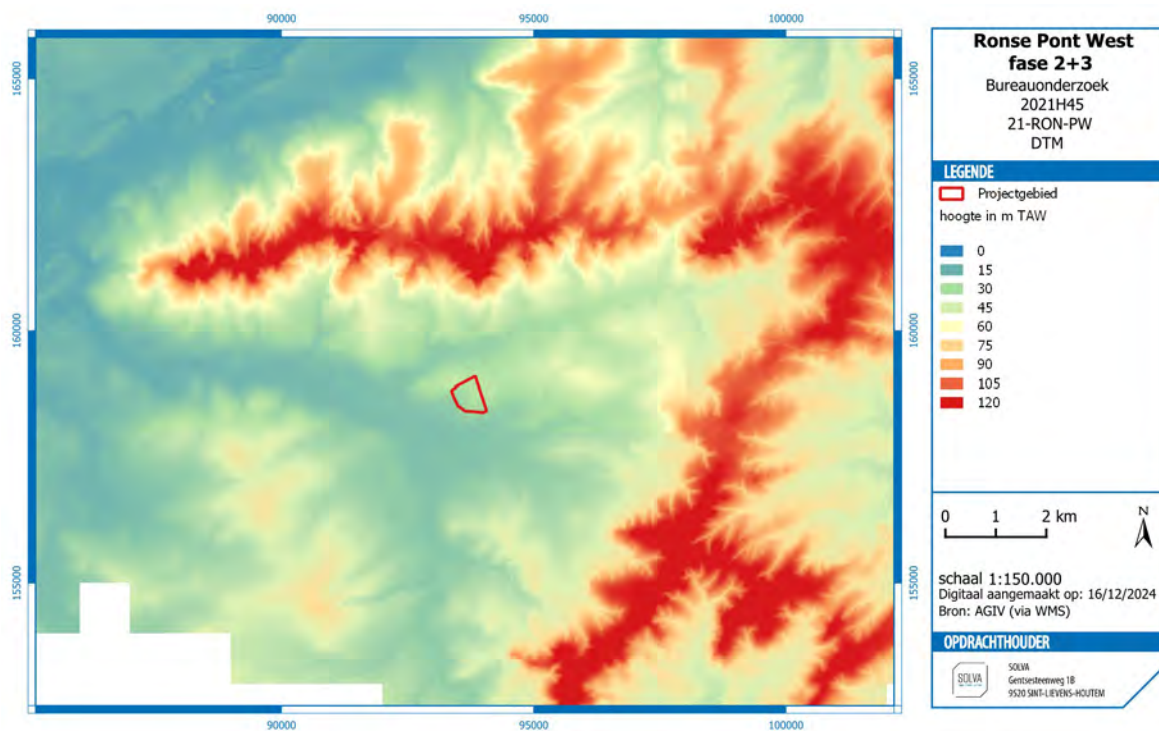 90000
95000
100000
165000
165000
160000
160000
155000
155000
90000
95000
100000
Ronse Pont West
fase 2+3
Bureauonderzoek
2021H45
21-RON-PW
DTM
LEGENDE
Projectgebied
hoogte in m TAW
0
15
30
45
60
75
90
105
120
0 1 2 km
N
schaal 1:150.000
Digitaal aangemaakt op: 16/12/2024
Bron: AGIV (via WMS)
OPDRACHTHOUDER
SOLVA
SOLVA
Gentsesteenweg 1B
9520 SINT-LIEVENS-HOUTEM